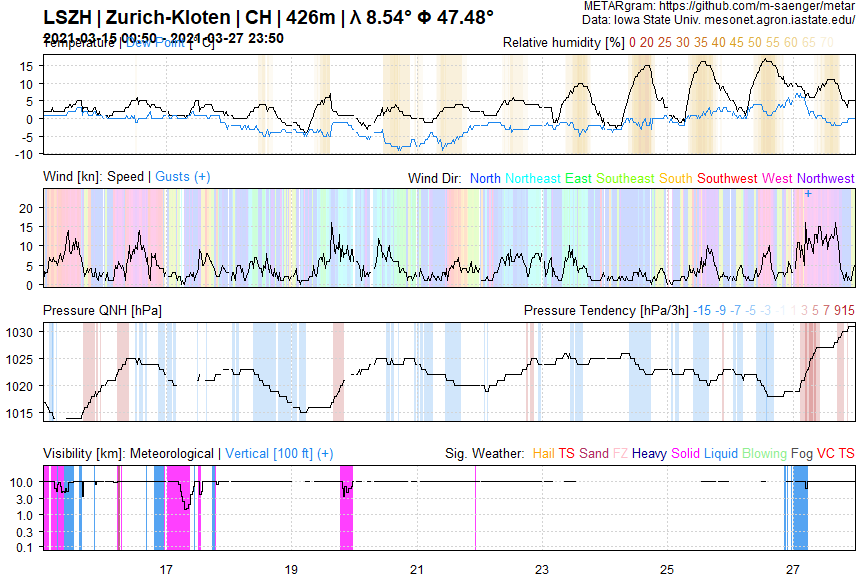 LSZH | Zurich-Kloten | CH | 426m | λ 8.54° Φ 47.48°
METARgram: https://github.com/m-saenger/metar
Data: Iowa State Univ. mesonet.agron.iastate.edu/
2021-03-15 00:50 - 2021-03-27 23:50
Temperature | Dew Point [°C]
Relative humidity [%] 0 20 25 30 35 40 45 50 55 60 65 70
15
10
5
0
-5
-10
Wind [kn]: Speed | Gusts (+)
Wind Dir: North Northeast East Southeast South Southwest West Northwest
20
15
10
5
0
Pressure QNH [hPa]
Pressure Tendency [hPa/3h] -15 -9 -7 -5 -3 -1 1 3 5 7 9 15
1030
1025
1020
1015
Visibility [km]: Meteorological | Vertical [100 ft] (+)
Sig. Weather: Hail TS Sand FZ Heavy Solid Liquid Blowing Fog VC TS
10.0
3.0
1.0
0.3
0.1
17 19 21 23 25 27